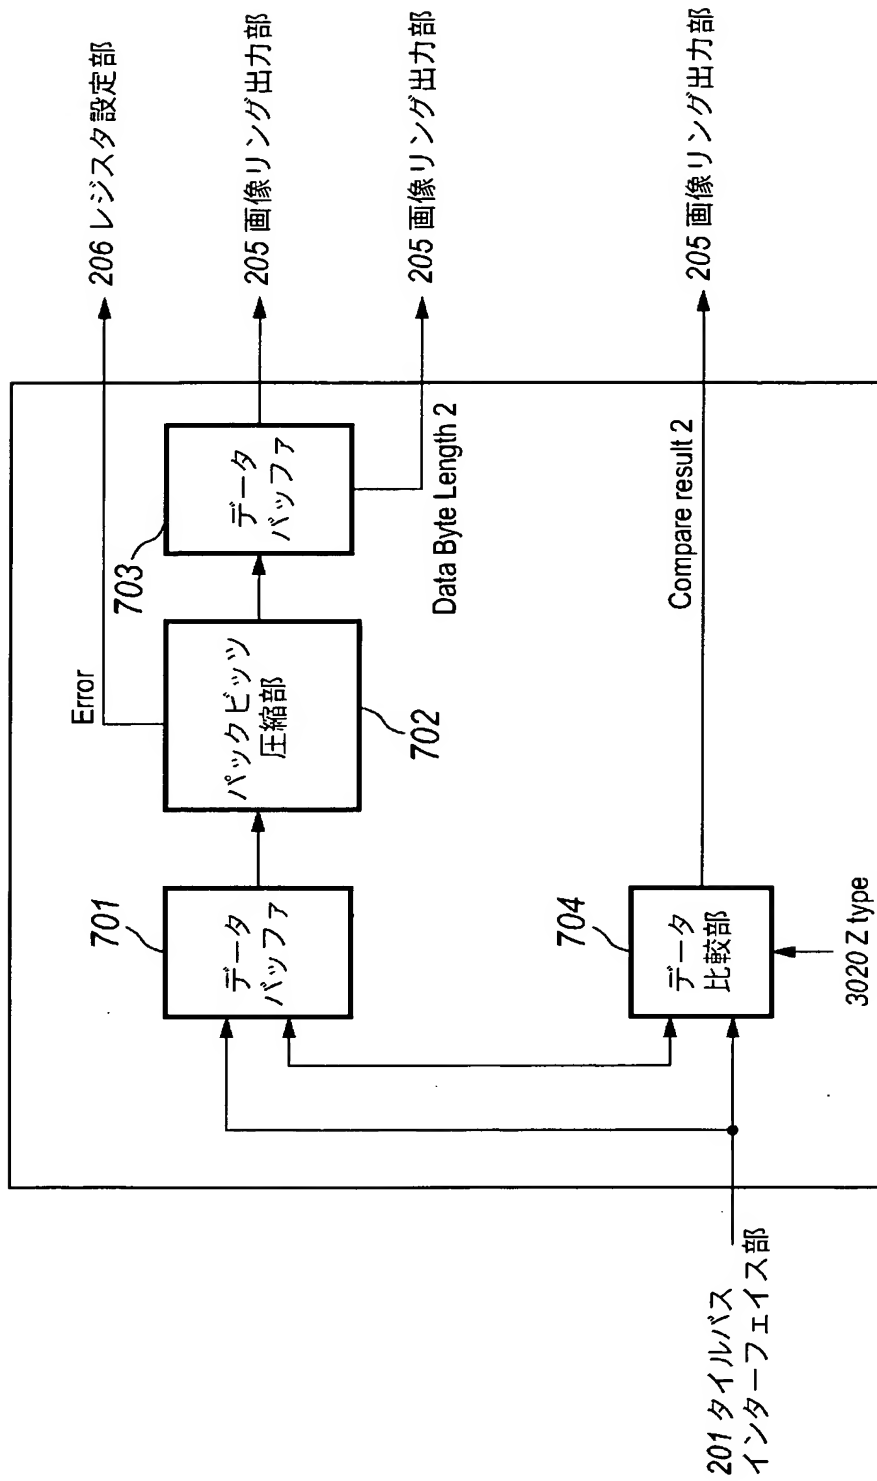 206 レジスタ設定部
205 画像リング出力部
205 画像リング出力部
205 画像リング出力部
Error
703
データ
バッファ
Data Byte Length 2
Compare result 2
パックビッツ
圧縮部
702
701
データ
バッファ
704
データ
比較部
3020 Z type
201 タイルバス
インターフェイス部